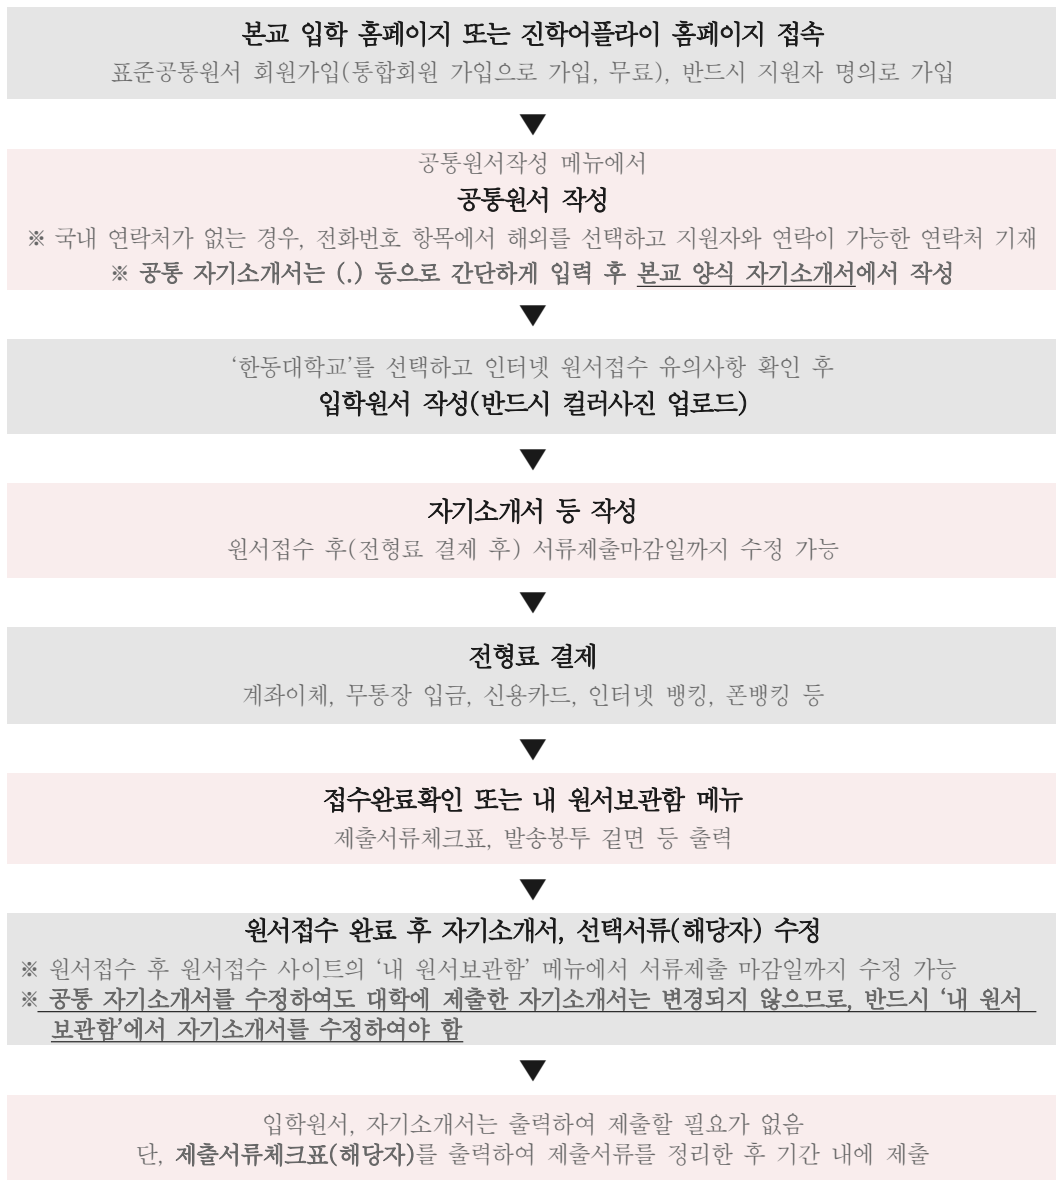 본교 입학 홈페이지 또는 진학어플라이 홈페이지 접속
표준공통원서 회원가입(통합회원 가입으로 가입, 무료), 반드시 지원자 명의로 가입
▼
공통원서작성 메뉴에서
공통원서 작성
※ 국내 연락처가 없는 경우, 전화번호 항목에서 해외를 선택하고 지원자와 연락이 가능한 연락처 기재
※ 공통 자기소개서는 (.) 등으로 간단하게 입력 후 본교 양식 자기소개서에서 작성
▼
‘한동대학교’를 선택하고 인터넷 원서접수 유의사항 확인 후
입학원서 작성(반드시 컬러사진 업로드)
▼
자기소개서 등 작성
원서접수 후(전형료 결제 후) 서류제출마감일까지 수정 가능
▼
전형료 결제
계좌이체, 무통장 입금, 신용카드, 인터넷 뱅킹, 폰뱅킹 등
▼
접수완료확인 또는 내 원서보관함 메뉴
제출서류체크표, 발송봉투 겉면 등 출력
▼
원서접수 완료 후 자기소개서, 선택서류(해당자) 수정
※ 원서접수 후 원서접수 사이트의 ‘내 원서보관함’ 메뉴에서 서류제출 마감일까지 수정 가능
※ 공통 자기소개서를 수정하여도 대학에 제출한 자기소개서는 변경되지 않으므로, 반드시 ‘내 원서
보관함’에서 자기소개서를 수정하여야 함
▼
입학원서, 자기소개서는 출력하여 제출할 필요가 없음
단, 제출서류체크표(해당자)를 출력하여 제출서류를 정리한 후 기간 내에 제출